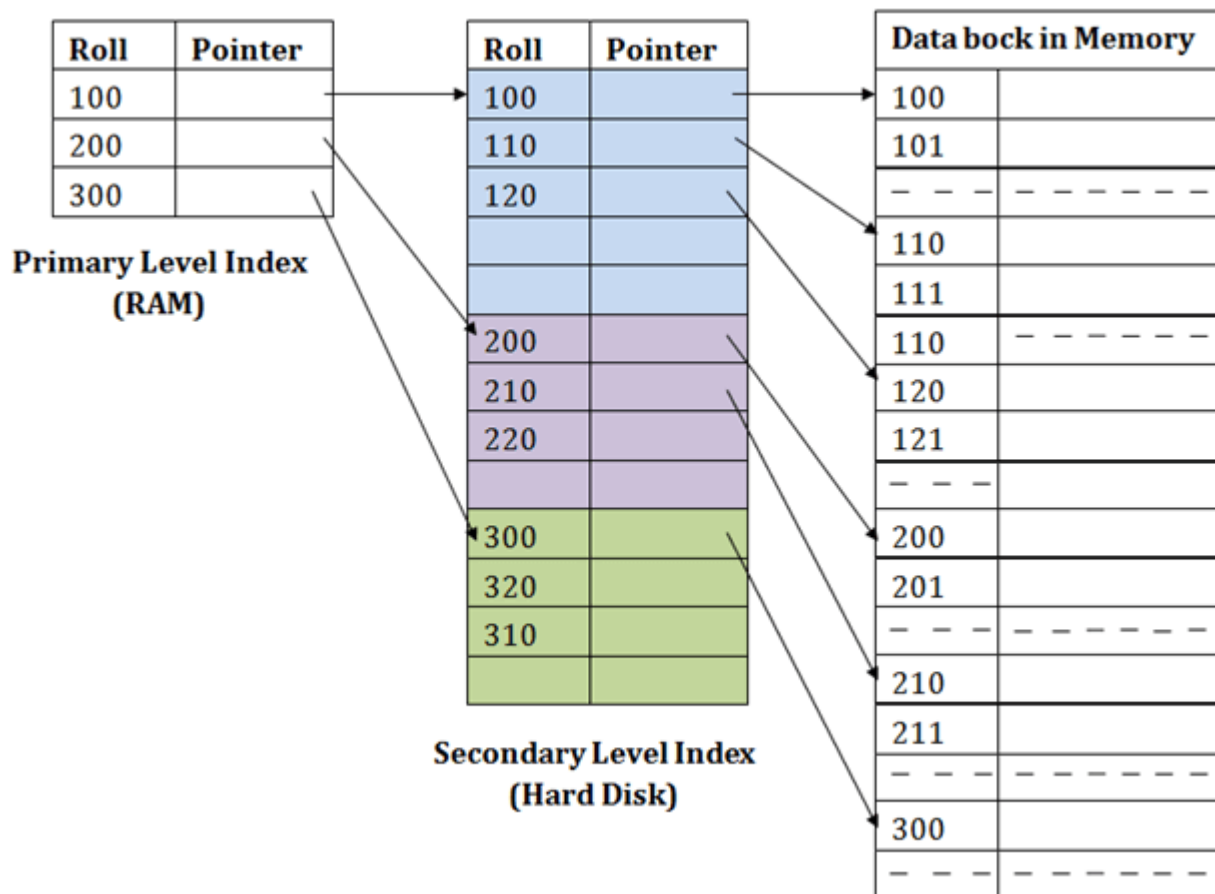 Roll Pointer
100
200
300
Primary Level Index
(RAM)
Roll Pointer
100
110
120
200
210
220
300
320
310
Secondary Level Index
(Hard Disk)
Data bock in Memory
100
101
– – – – – – – – –
110
111
110 – – – – – –
120
121
– – –
200
201
– – – – – – – – –
210
211
– – – – – – – – –
300
– – – – – – – – –